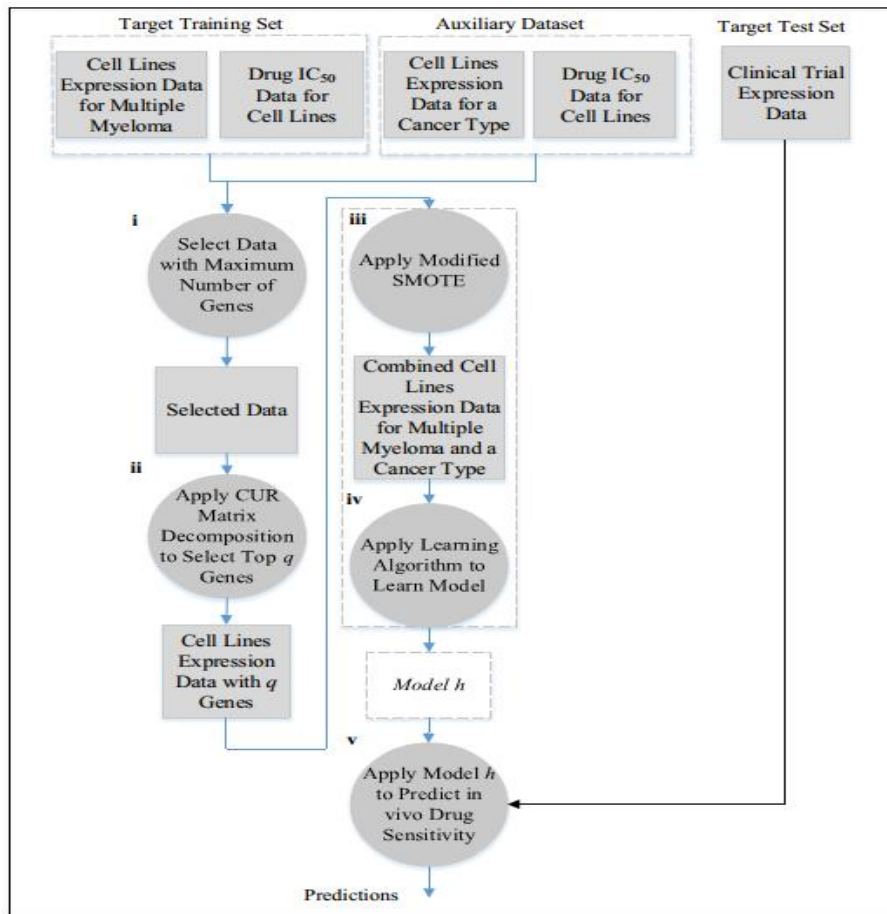 Target Training Set
Auxiliary Dataset
Target Test Set
Cell Lines
Expression Data
for Multiple
Myeloma
Drug IC50
Data for
Cell Lines
Cell Lines
Expression
Data for a
Cancer Type
Drug IC50
Data for
Cell Lines
Clinical Trial
Expression
Data
i
Select Data
with Maximum
Number of
Genes
Selected Data
ii
Apply CUR
Matrix
Decomposition
to Select Top q
Genes
Cell Lines
Expression
Data with q
Genes
iii
Apply Modified
SMOTE
Combined Cell
Lines
Expression Data
for Multiple
Myeloma and a
Cancer Type
iv
Apply Learning
Algorithm to
Learn Model
Model h
v
Apply Model h
to Predict in
vivo Drug
Sensitivity
Predictions